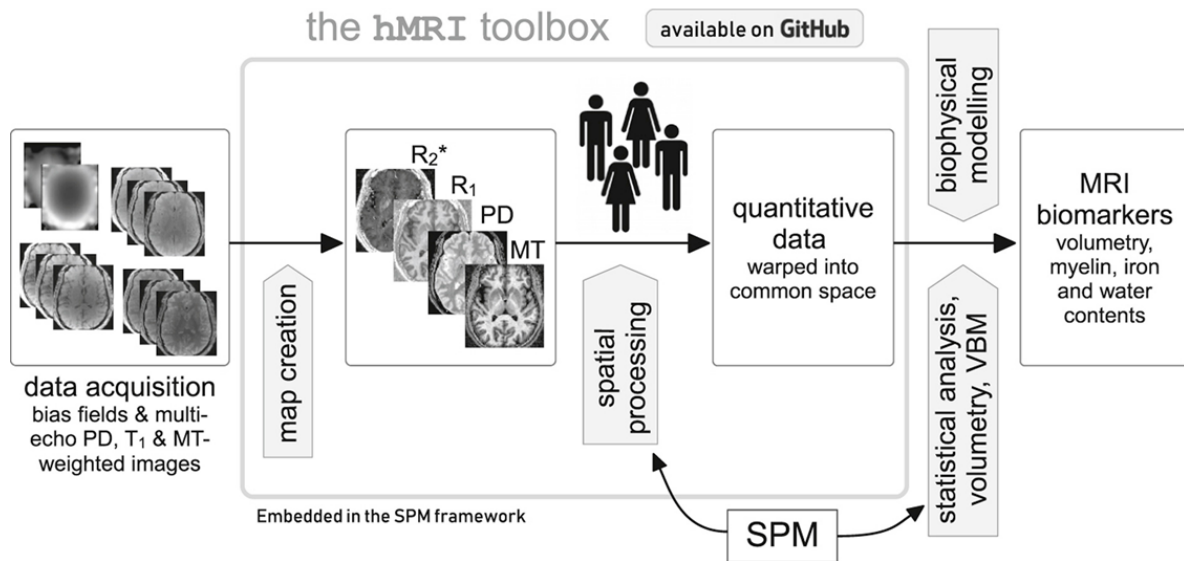 the hMRI toolbox
available on GitHub
data acquisition
bias fields & multi-
echo PD, T₁ & MT-
weighted images
map creation
R₂*
R₁
PD
MT
spatial
processing
quantitative
data
warped into
common space
biophysical
modelling
statistical analysis,
volumetry, VBM
MRI
biomarkers
volumetry,
myelin, iron
and water
contents
Embedded in the SPM framework
SPM